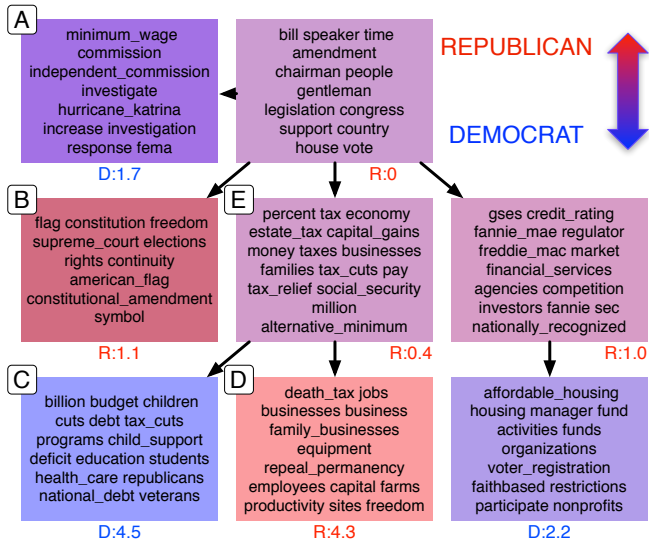 A
minimum_wage
commission
independent_commission
investigate
hurricane_katrina
increase investigation
response fema
D:1.7
bill speaker time
amendment
chairman people
gentleman
legislation congress
support country
house vote
R:0
REPUBLICAN
DEMOCRAT
B
flag constitution freedom
supreme_court elections
rights continuity
american_flag
constitutional_amendment
symbol
R:1.1
E
percent tax economy
estate_tax capital_gains
money taxes businesses
families tax_cuts pay
tax_relief social_security
million
alternative_minimum
R:0.4
gses credit_rating
fannie_mae regulator
freddie_mac market
financial_services
agencies competition
investors fannie sec
nationally_recognized
R:1.0
C
billion budget children
cuts debt tax_cuts
programs child_support
deficit education students
health_care republicans
national_debt veterans
D:4.5
D
death_tax jobs
businesses business
family_businesses
equipment
repeal_permanency
employees capital farms
productivity sites freedom
R:4.3
affordable_housing
housing manager fund
activities funds
organizations
voter_registration
faithbased restrictions
participate nonprofits
D:2.2